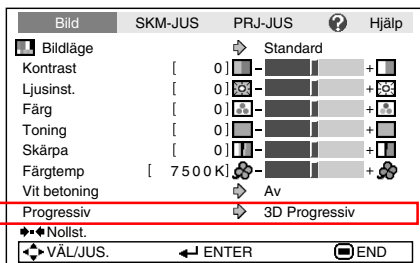 Bild SKM-JUS PRJ-JUS ? Hjälp
Bildläge Standard
Kontrast [ 0] - +
Ljusinst. [ 0] - +
Färg [ 0] - +
Toning [ 0] - +
Skärpa [ 0] - +
Färgtemp [ 7500K] - +
Vit betoning Av
Progressiv 3D Progressiv
Nollst.
VÄL/JUS. ENTER END